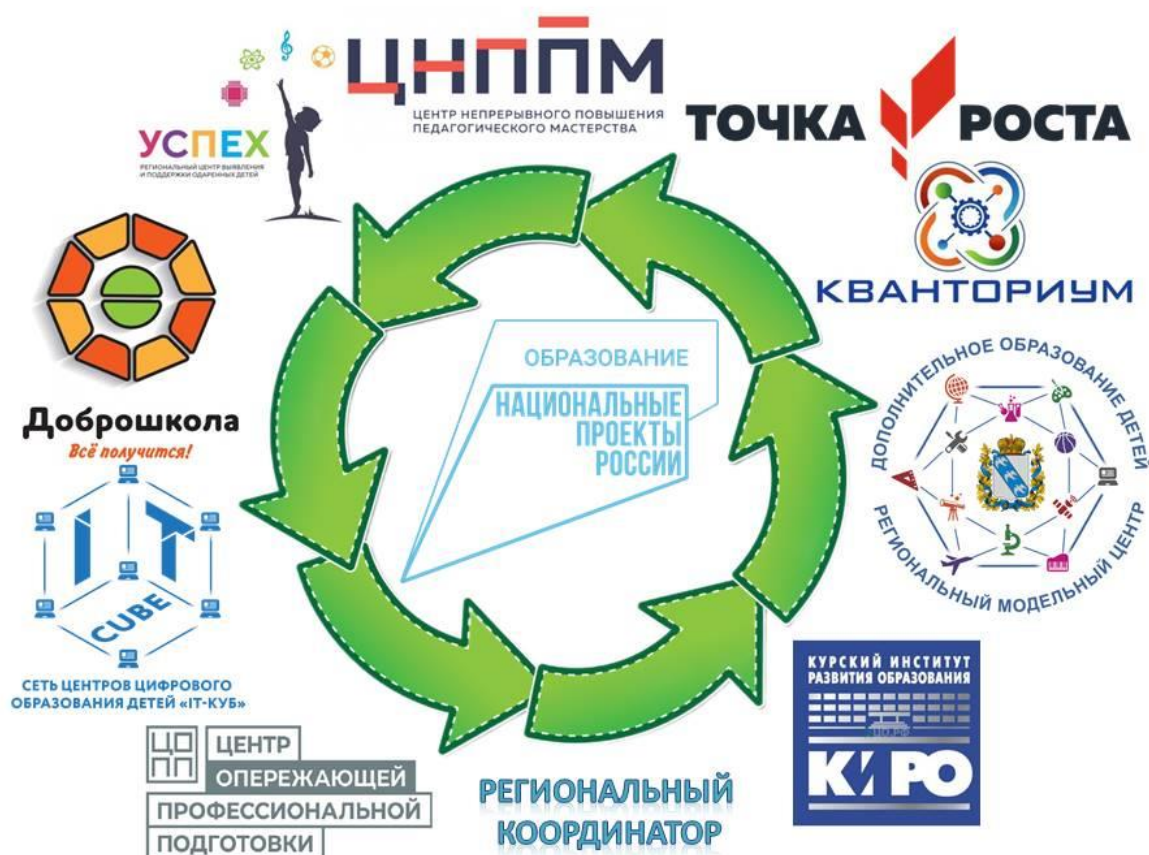 ЦНППМ
ЦЕНТР НЕПРЕРЫВНОГО ПОВЫШЕНИЯ
ПЕДАГОГИЧЕСКОГО МАСТЕРСТВА
УСПЕХ
РЕГИОНАЛЬНЫЙ ЦЕНТР ВЫЯВЛЕНИЯ
И ПОДДЕРЖКИ ОДАРЕННЫХ ДЕТЕЙ
ТОЧКА РОСТА
КВАНТОРИУМ
ОБРАЗОВАНИЕ
НАЦИОНАЛЬНЫЕ
ПРОЕКТЫ
РОССИИ
Доброшкола
Всё получится!
ДОПОЛНИТЕЛЬНОЕ ОБРАЗОВАНИЕ ДЕТЕЙ
РЕГИОНАЛЬНЫЙ МОДЕЛЬНЫЙ ЦЕНТР
IT
CUBE
СЕТЬ ЦЕНТРОВ ЦИФРОВОГО
ОБРАЗОВАНИЯ ДЕТЕЙ «IT-КУБ»
КУРСКИЙ ИНСТИТУТ
РАЗВИТИЯ ОБРАЗОВАНИЯ
КИРО
ЦО
ПП
ЦЕНТР
ОПЕРЕЖАЮЩЕЙ
ПРОФЕССИОНАЛЬНОЙ
ПОДГОТОВКИ
РЕГИОНАЛЬНЫЙ
КООРДИНАТОР